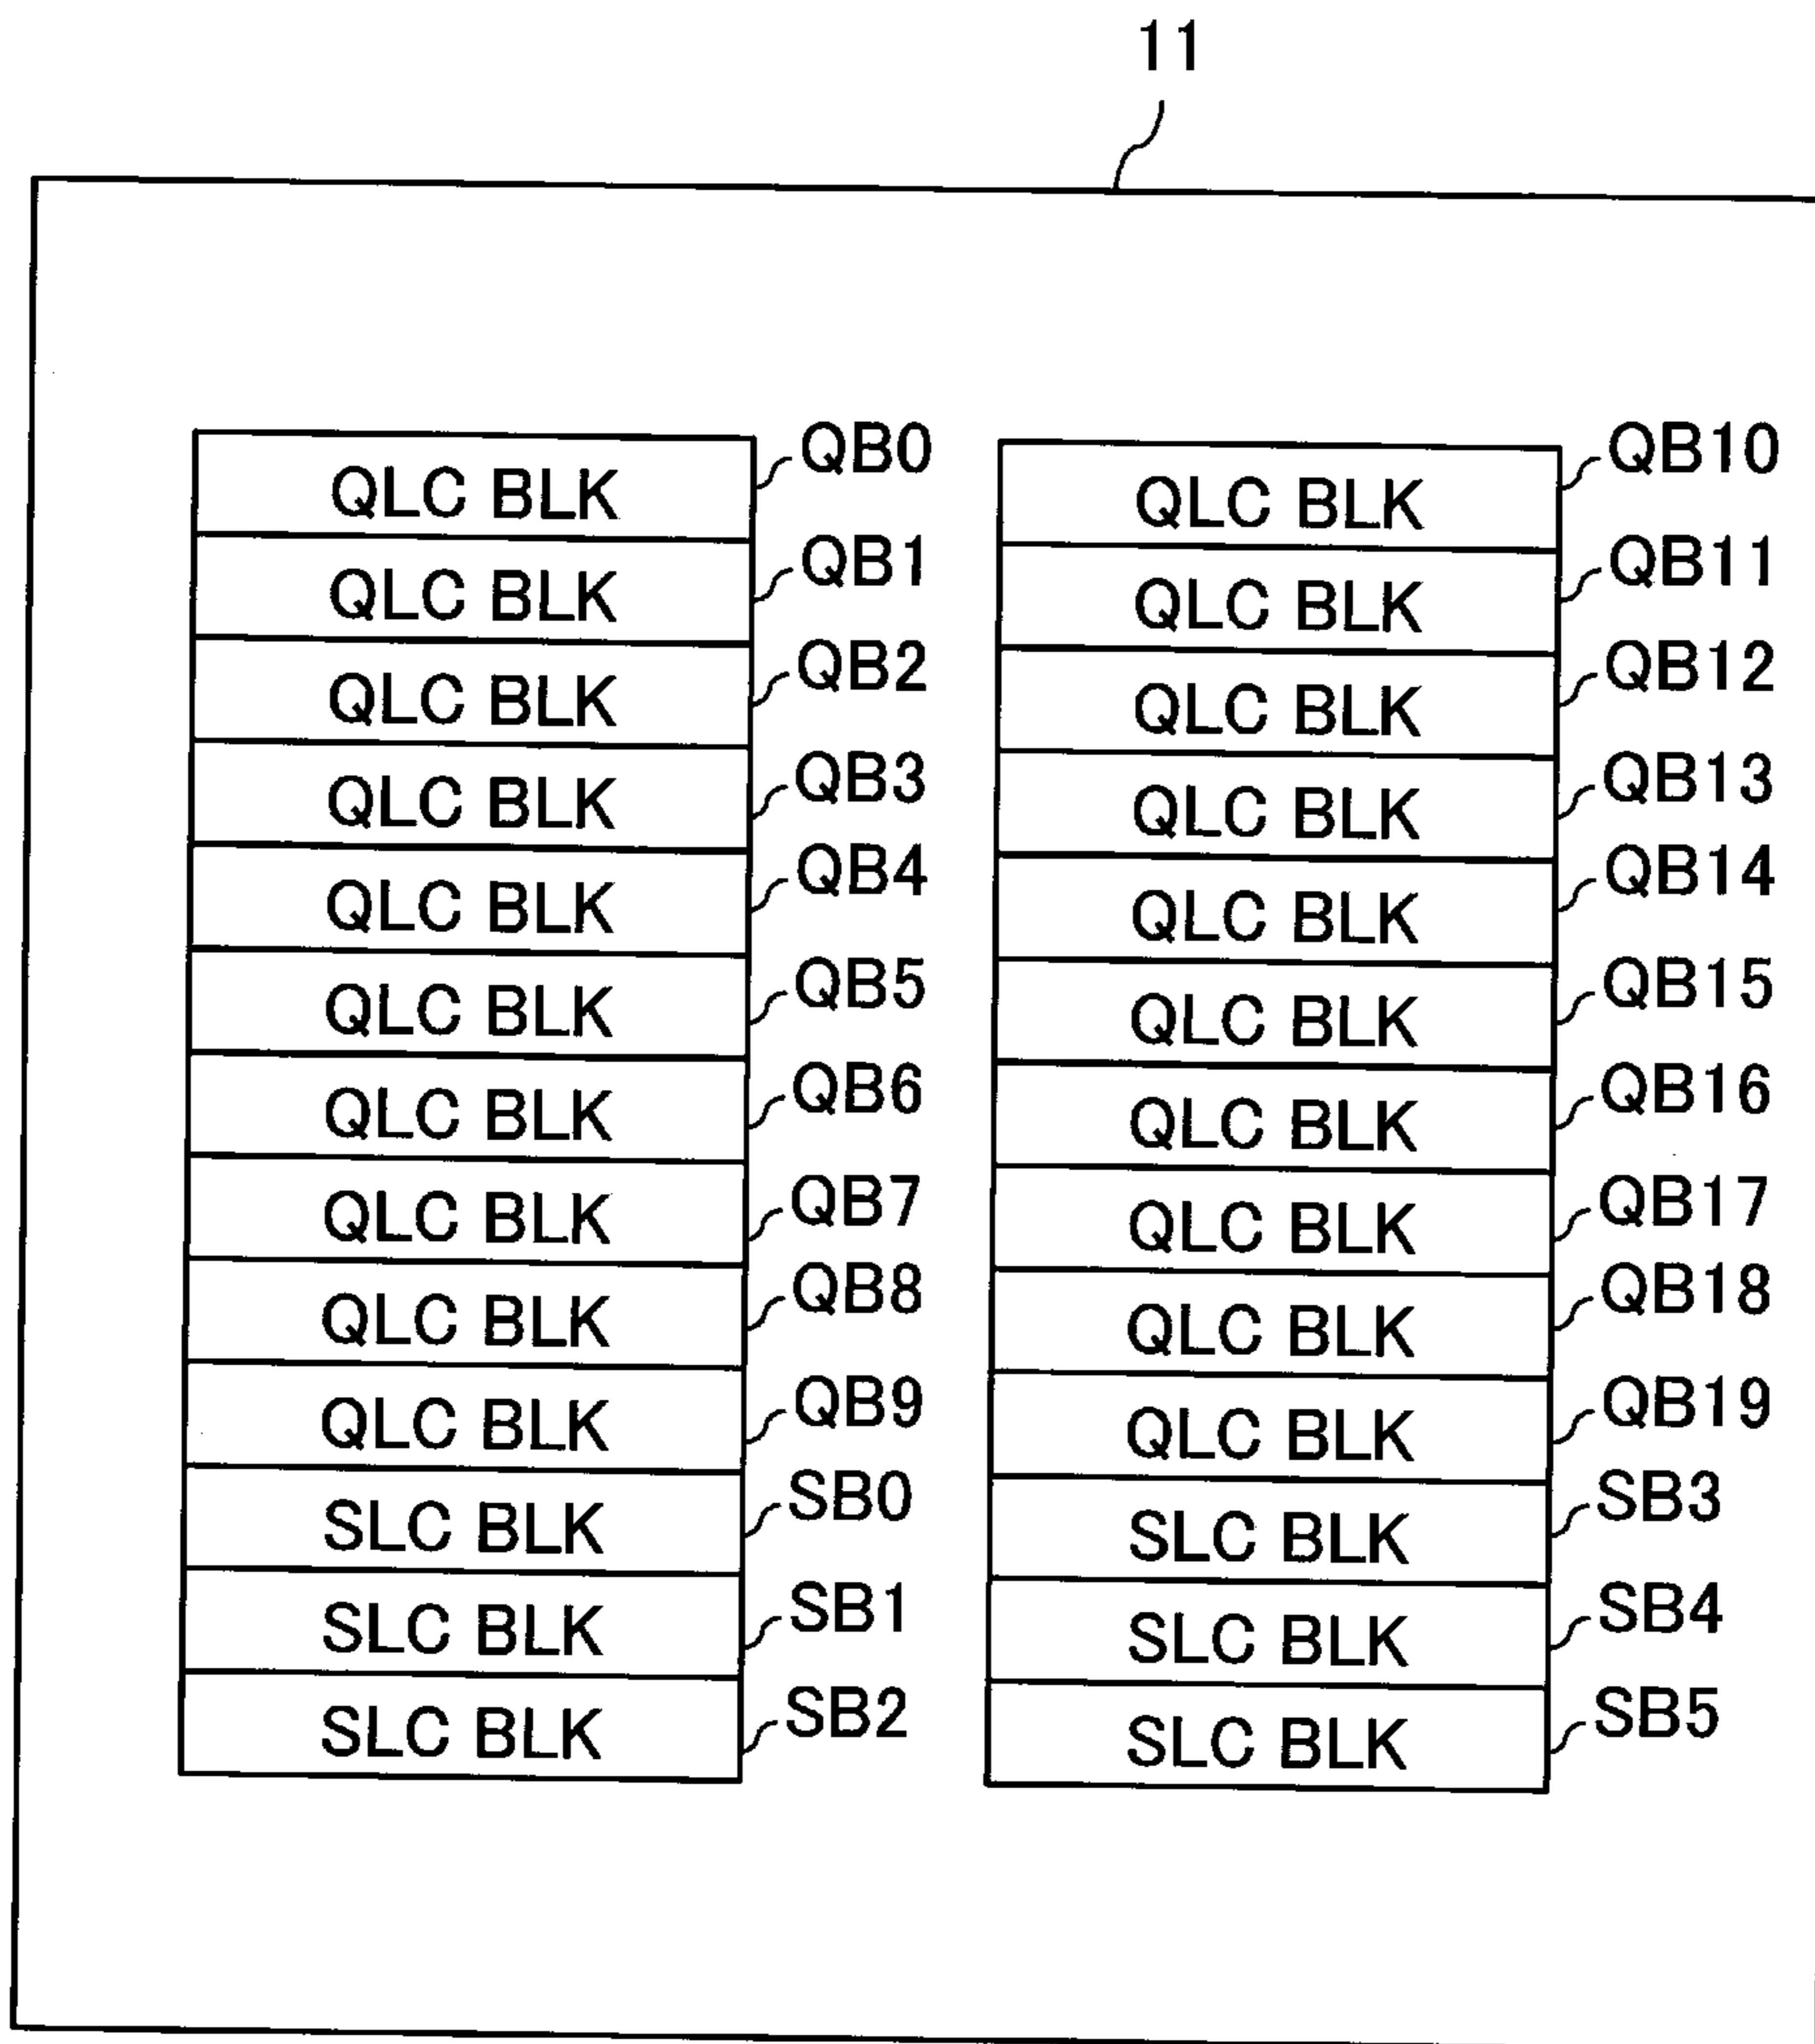 11
QLC BLK QB0
QLC BLK QB1
QLC BLK QB2
QLC BLK QB3
QLC BLK QB4
QLC BLK QB5
QLC BLK QB6
QLC BLK QB7
QLC BLK QB8
QLC BLK QB9
SLC BLK SB0
SLC BLK SB1
SLC BLK SB2
QLC BLK QB10
QLC BLK QB11
QLC BLK QB12
QLC BLK QB13
QLC BLK QB14
QLC BLK QB15
QLC BLK QB16
QLC BLK QB17
QLC BLK QB18
QLC BLK QB19
SLC BLK SB3
SLC BLK SB4
SLC BLK SB5